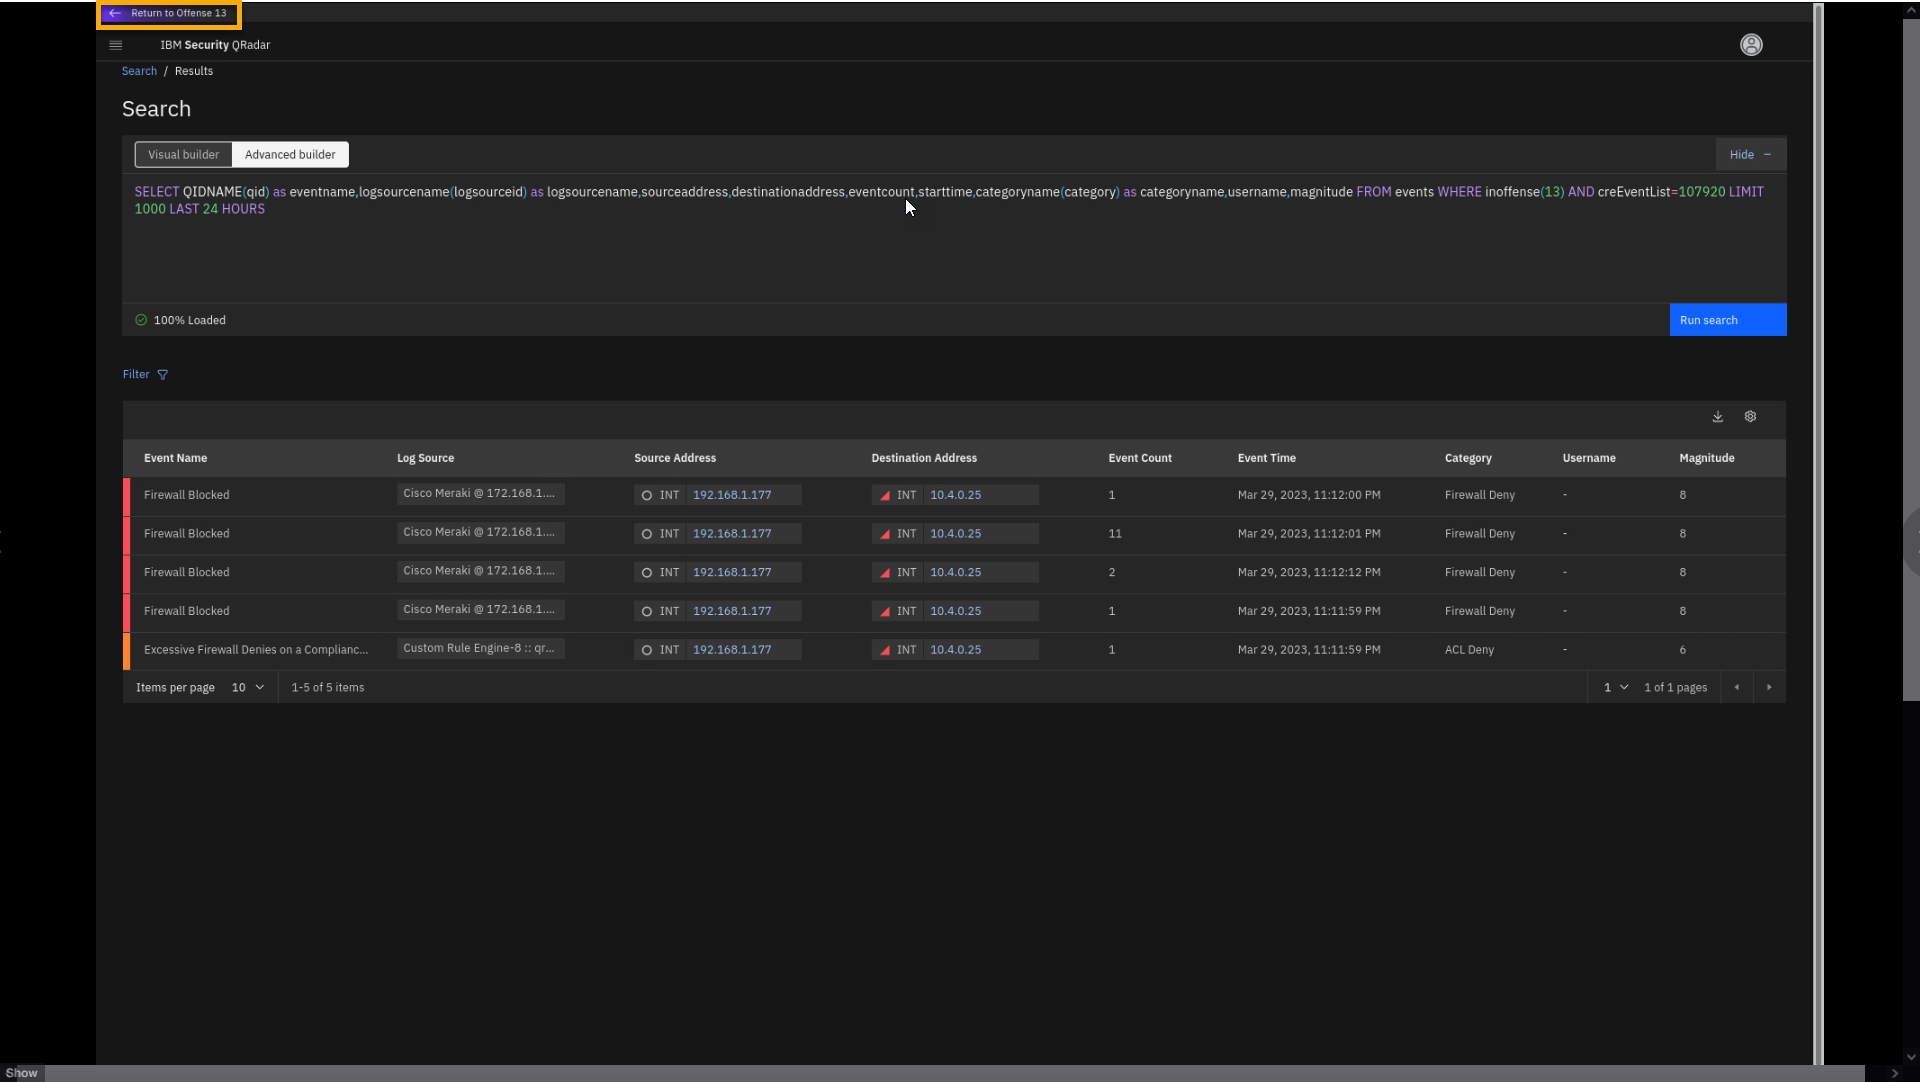 Return to Offense 13
IBM Security QRadar
Search / Results
Search
Visual builder Advanced builder Hide
SELECT QIDNAME(qid) as eventname,logsourcename(logsourceid) as logsourcename,sourceaddress,destinationaddress,eventcount,starttime,categoryname(category) as categoryname,username,magnitude FROM events WHERE inoffense(13) AND creEventList=107920 LIMIT
1000 LAST 24 HOURS
100% Loaded Run search
Filter
Event Name Log Source Source Address Destination Address Event Count Event Time Category Username Magnitude
Firewall Blocked Cisco Meraki @ 172.168.1.... INT 192.168.1.177 INT 10.4.0.25 1 Mar 29, 2023, 11:12:00 PM Firewall Deny - 8
Firewall Blocked Cisco Meraki @ 172.168.1.... INT 192.168.1.177 INT 10.4.0.25 11 Mar 29, 2023, 11:12:01 PM Firewall Deny - 8
Firewall Blocked Cisco Meraki @ 172.168.1.... INT 192.168.1.177 INT 10.4.0.25 2 Mar 29, 2023, 11:12:12 PM Firewall Deny - 8
Firewall Blocked Cisco Meraki @ 172.168.1.... INT 192.168.1.177 INT 10.4.0.25 1 Mar 29, 2023, 11:11:59 PM Firewall Deny - 8
Excessive Firewall Denies on a Complianc... Custom Rule Engine-8 :: qr... INT 192.168.1.177 INT 10.4.0.25 1 Mar 29, 2023, 11:11:59 PM ACL Deny - 6
Items per page 10 1-5 of 5 items 1 1 of 1 pages
Show